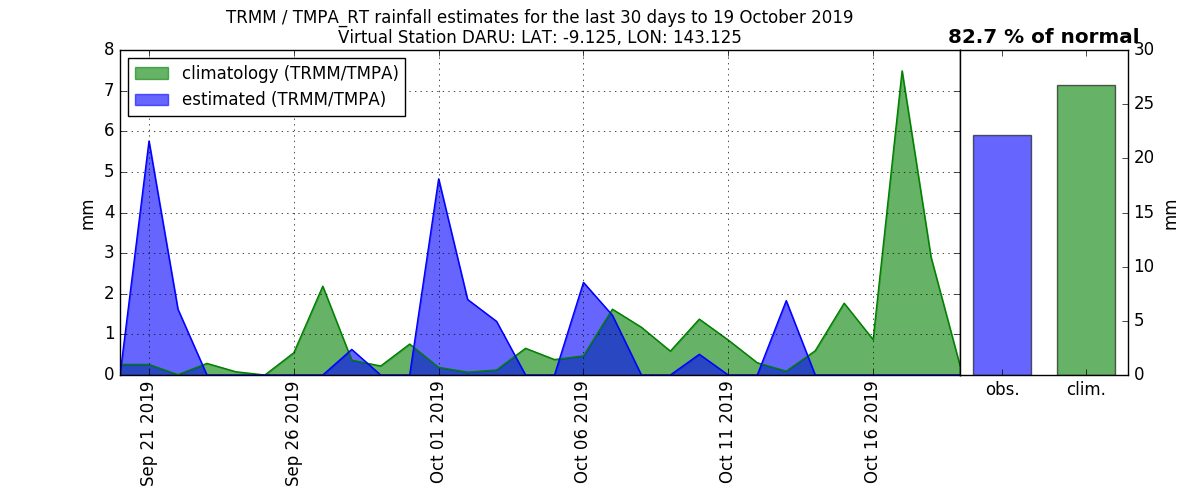 TRMM / TMPA_RT rainfall estimates for the last 30 days to 19 October 2019
Virtual Station DARU: LAT: -9.125, LON: 143.125
82.7 % of normal
climatology (TRMM/TMPA)
estimated (TRMM/TMPA)
8
7
6
5
4
3
2
1
0
mm
Sep 21 2019
Sep 26 2019
Oct 01 2019
Oct 06 2019
Oct 11 2019
Oct 16 2019
obs.
clim.
30
25
20
15
10
5
0
mm